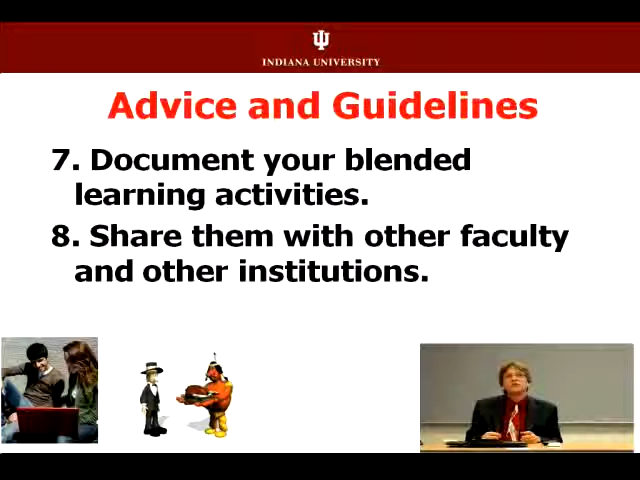 INDIANA UNIVERSITY
Advice and Guidelines
7. Document your blended
learning activities.
8. Share them with other faculty
and other institutions.